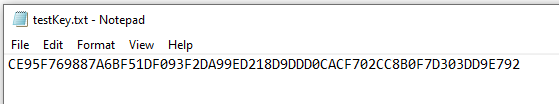 testKey.txt - Notepad
File Edit Format View Help
CE95F769887A6BF51DF093F2DA99ED218D9DDD0CACF702CC8B0F7D303DD9E792